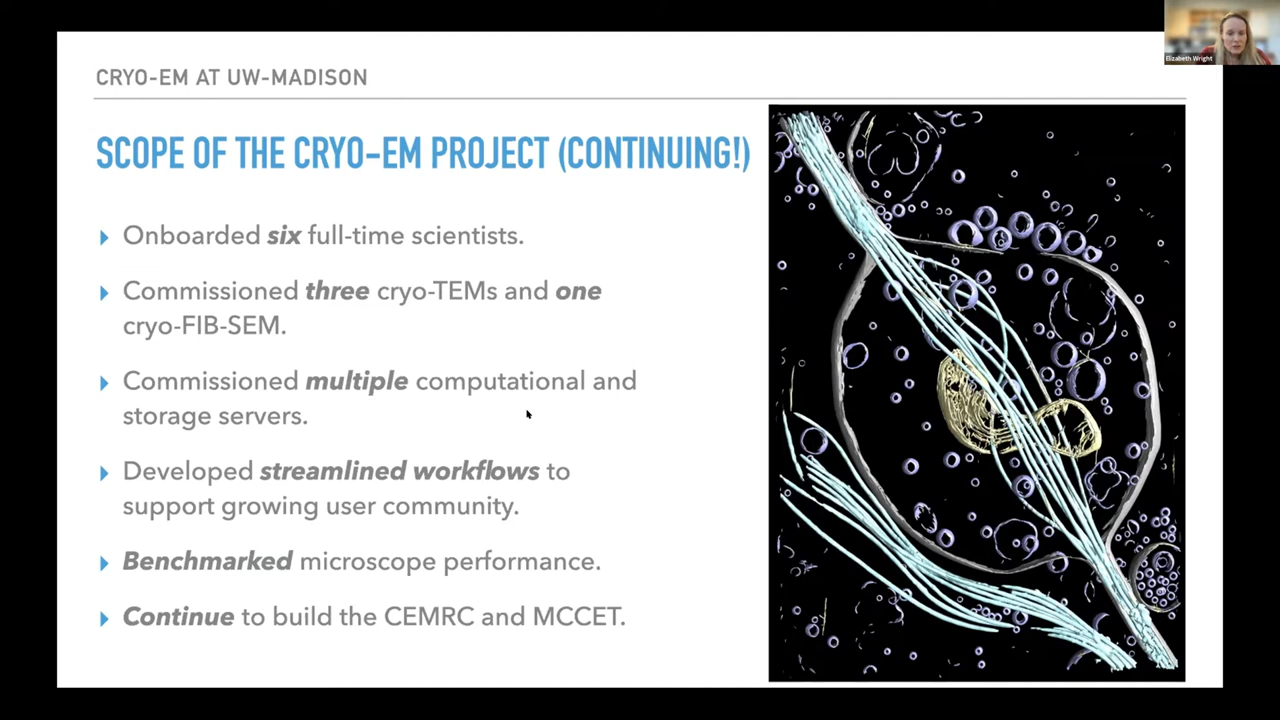 CRYO-EM AT UW-MADISON
SCOPE OF THE CRYO-EM PROJECT (CONTINUING!)
Onboarded six full-time scientists.
Commissioned three cryo-TEMs and one
cryo-FIB-SEM.
Commissioned multiple computational and
storage servers.
Developed streamlined workflows to
support growing user community.
Benchmarked microscope performance.
Continue to build the CEMRC and MCCET.
Elizabeth Wright